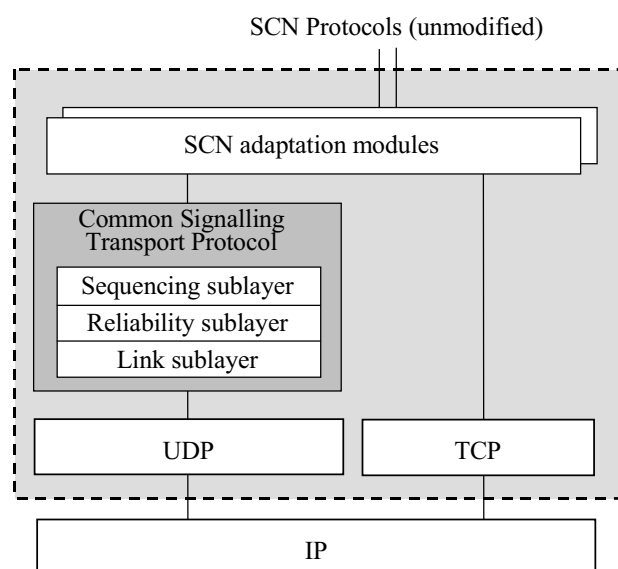 SCN Protocols (unmodified)
SCN adaptation modules
Common Signalling
Transport Protocol
Sequencing sublayer
Reliability sublayer
Link sublayer
UDP
TCP
IP